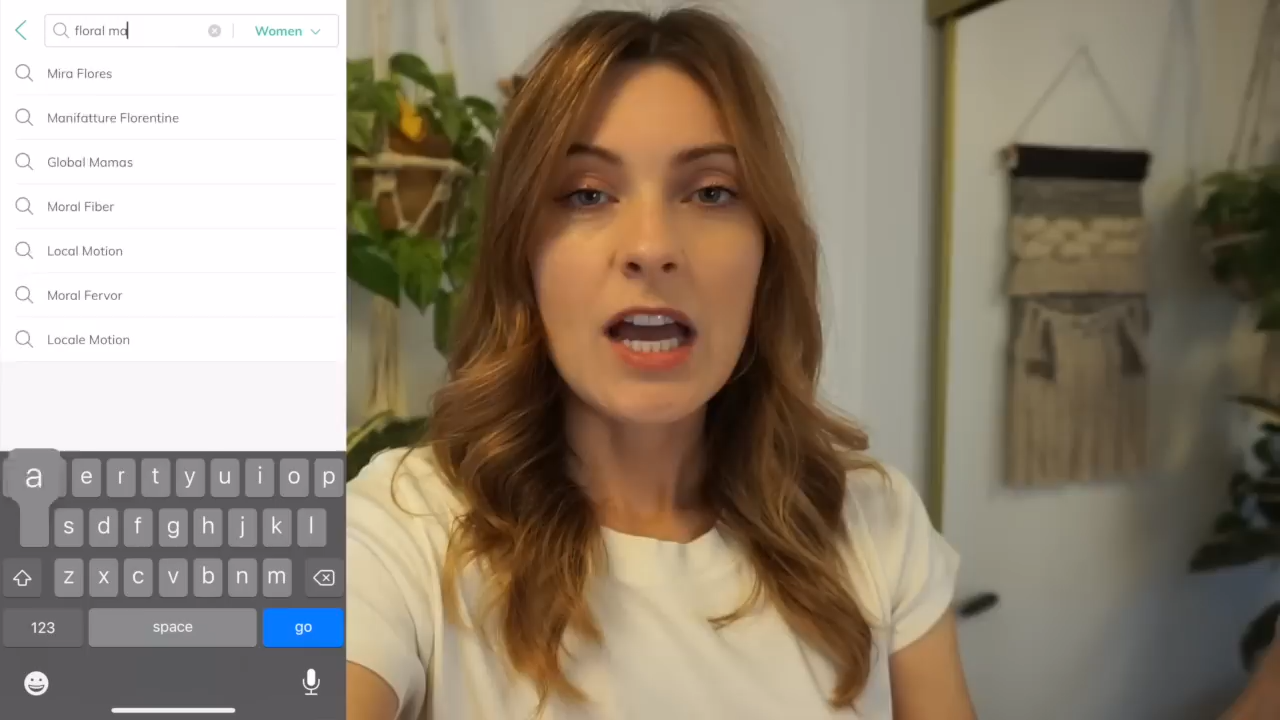 floral ma
Women
Mira Flores
Manifatture Florentine
Global Mamas
Moral Fiber
Local Motion
Moral Fervor
Locale Motion
a e r t y u i o p
s d f g h j k l
z x c v b n m
123 space go